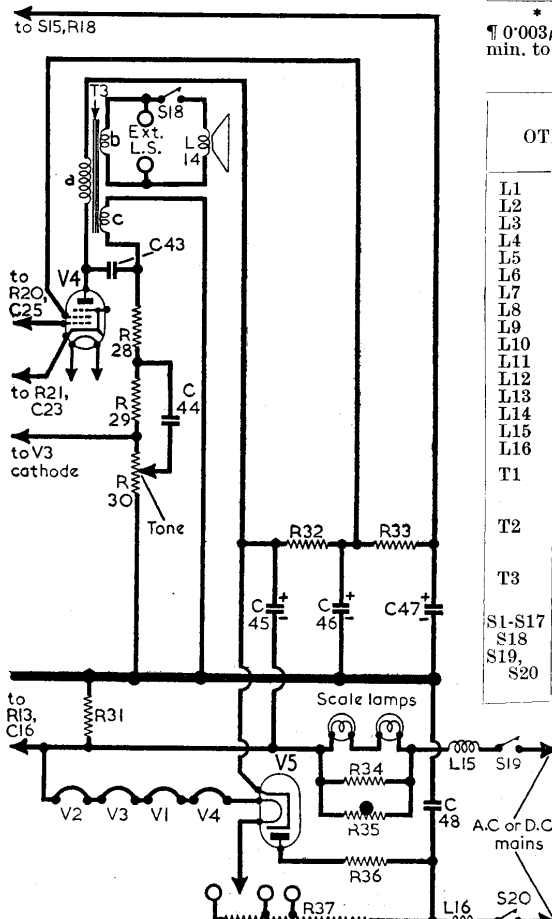 to S15,R18
*
¶ 0·003μ
min. to
T3
S18
b
Ext.
L.S.
L
14
OT
a
c
L1
L2
L3
L4
L5
L6
L7
L8
L9
L10
L11
L12
L13
L14
L15
L16
T1
T2
T3
S1-S17
S18
S19,
S20
C43
V4
to
R20,
C25
R
28
to R21,
C23
C
44
R
29
to V3
cathode
R
30
Tone
R32
R33
C
45
C
46
C47
+
-
+
-
+
-
to
R13,
C16
R31
Scale lamps
V5
R34
L15
S19
R35
V2
V3
V1
V4
C
48
A.C or D.C
mains
R36
R37
L16
S20